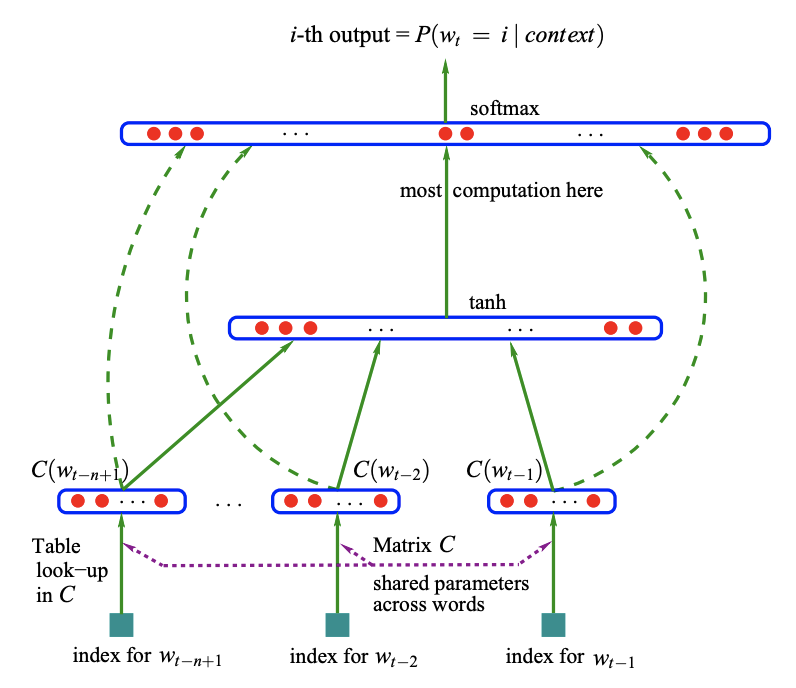 i-th output = P(w_t = i | context)
softmax
. . .
. . .
most computation here
tanh
. . .
. . .
C(w_{t−n+1})
C(w_{t−2})
C(w_{t−1})
. . .
. . .
. . .
. . .
Table
look−up
in C
Matrix C
shared parameters
across words
index for w_{t−n+1}
index for w_{t−2}
index for w_{t−1}